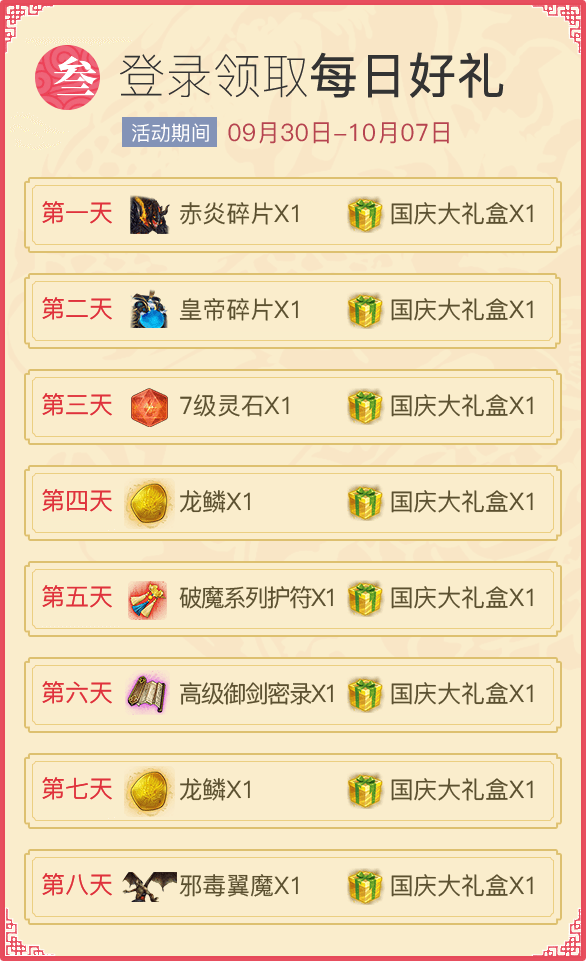 叁 登录领取每日好礼
活动期间 09月30日-10月07日
第一天 赤炎碎片X1 国庆大礼盒X1
第二天 皇帝碎片X1 国庆大礼盒X1
第三天 7级灵石X1 国庆大礼盒X1
第四天 龙鳞X1 国庆大礼盒X1
第五天 破魔系列护符X1 国庆大礼盒X1
第六天 高级御剑密录X1 国庆大礼盒X1
第七天 龙鳞X1 国庆大礼盒X1
第八天 邪毒翼魔X1 国庆大礼盒X1